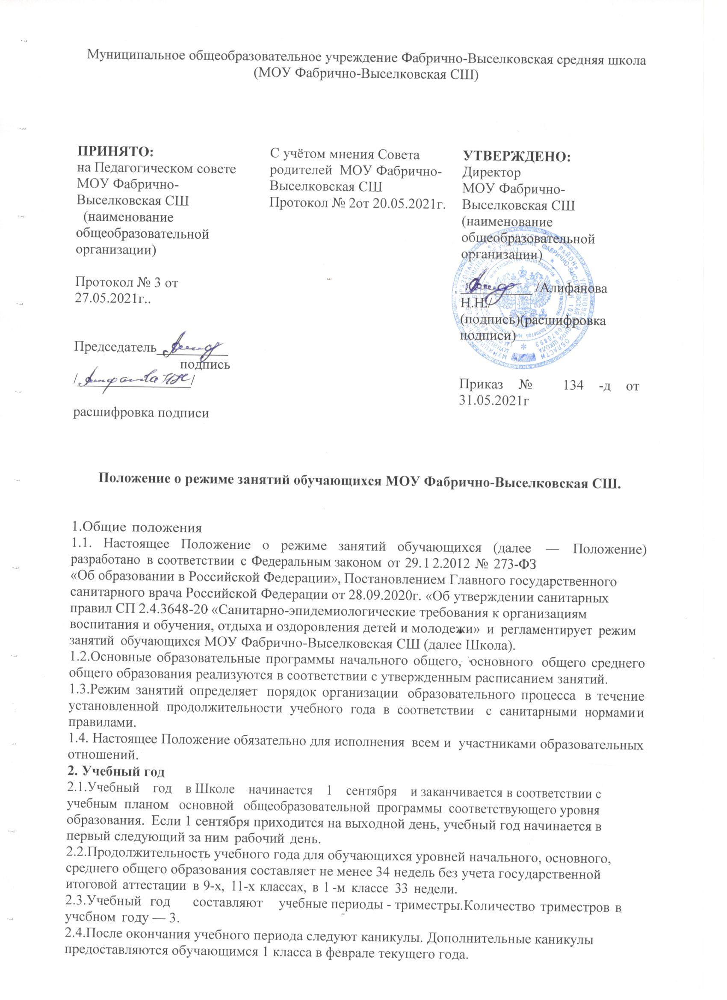 Муниципальное общеобразовательное учреждение Фабрично-Выселковская средняя школа
(МОУ Фабрично-Выселковская СШ)
ПРИНЯТО:
на Педагогическом совете
МОУ Фабрично-
Выселковская СШ
(наименование
общеобразовательной
организации)
Протокол № 3 от
27.05.2021г..
Председатель
подпись
/ /
расшифровка подписи
С учётом мнения Совета
родителей МОУ Фабрично-
Выселковская СШ
Протокол № 2от 20.05.2021г.
УТВЕРЖДЕНО:
Директор
МОУ Фабрично-
Выселковская СШ
(наименование
общеобразовательной
организации)
/Алифанова
Н.Н./
(подпись)(расшифровка
подписи)
Приказ № 134 -д от
31.05.2021г
Положение о режиме занятий обучающихся МОУ Фабрично-Выселковская СШ.
1.Общие положения
1.1. Настоящее Положение о режиме занятий обучающихся (далее — Положение)
разработано в соответствии с Федеральным законом от 29.1 2.2012 № 273-ФЗ
«Об образовании в Российской Федерации», Постановлением Главного государственного
санитарного врача Российской Федерации от 28.09.2020г. «Об утверждении санитарных
правил СП 2.4.3648-20 «Санитарно-эпидемиологические требования к организациям
воспитания и обучения, отдыха и оздоровления детей и молодежи» и регламентирует режим
занятий обучающихся МОУ Фабрично-Выселковская СШ (далее Школа).
1.2.Основные образовательные программы начального общего, основного общего среднего
общего образования реализуются в соответствии с утвержденным расписанием занятий.
1.3.Режим занятий определяет порядок организации образовательного процесса в течение
установленной продолжительности учебного года в соответствии с санитарными нормамии
правилами.
1.4. Настоящее Положение обязательно для исполнения всем и участниками образовательных
отношений.
2. Учебный год
2.1.Учебный год в Школе начинается 1 сентября и заканчивается в соответствии с
учебным планом основной общеобразовательной программы соответствующего уровня
образования. Если 1 сентября приходится на выходной день, учебный год начинается в
первый следующий за ним рабочий день.
2.2.Продолжительность учебного года для обучающихся уровней начального, основного,
среднего общего образования составляет не менее 34 недель без учета государственной
итоговой аттестации в 9-х, 11-х классах, в 1 -м классе 33 недели.
2.3.Учебный год составляют учебные периоды - триместры.Количество триместров в
учсбном году — 3.
2.4.После окончания учебного периода следуют каникулы. Дополнительные каникулы
предоставляются обучающимся 1 класса в феврале текущего года.